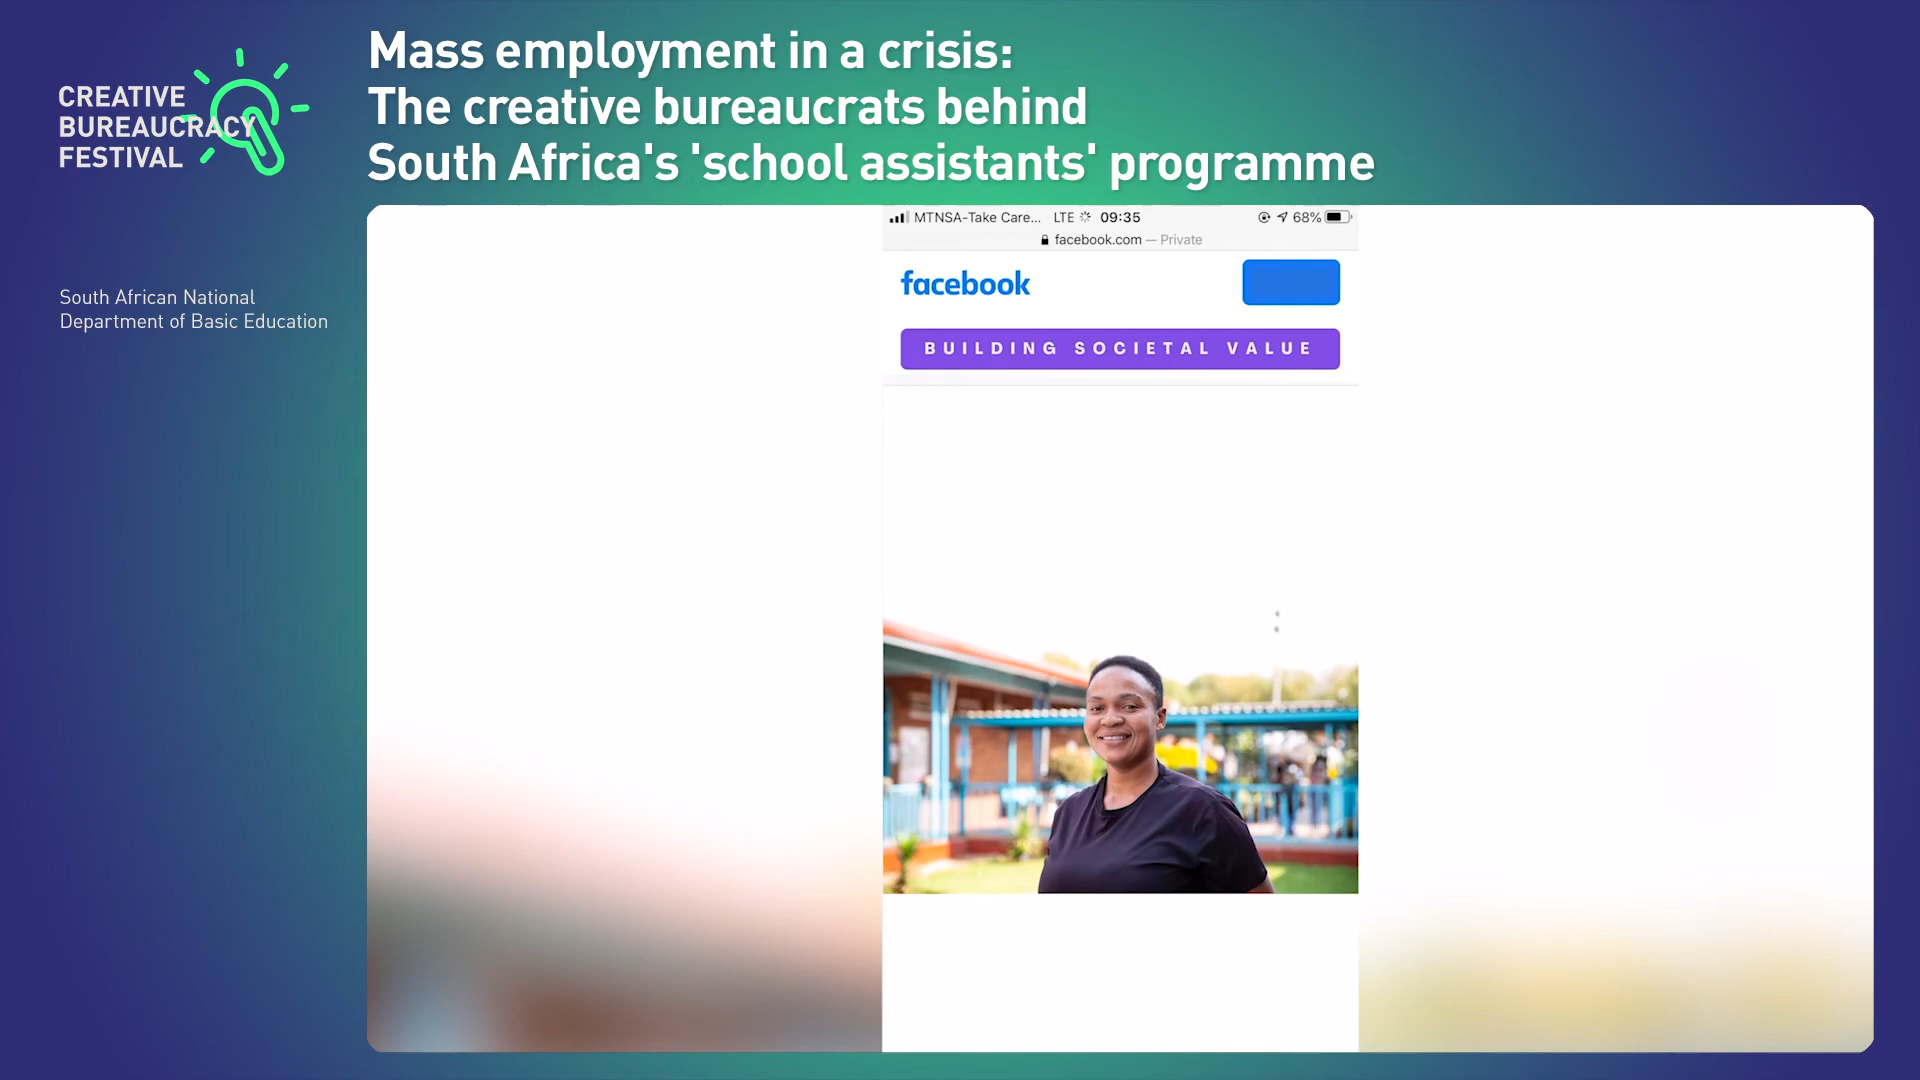 CREATIVE
BUREAUCRACY
FESTIVAL
Mass employment in a crisis:
The creative bureaucrats behind
South Africa's 'school assistants' programme
South African National
Department of Basic Education
MTNSA-Take Care... LTE 09:35 68%
facebook.com — Private
facebook
BUILDING SOCIETAL VALUE